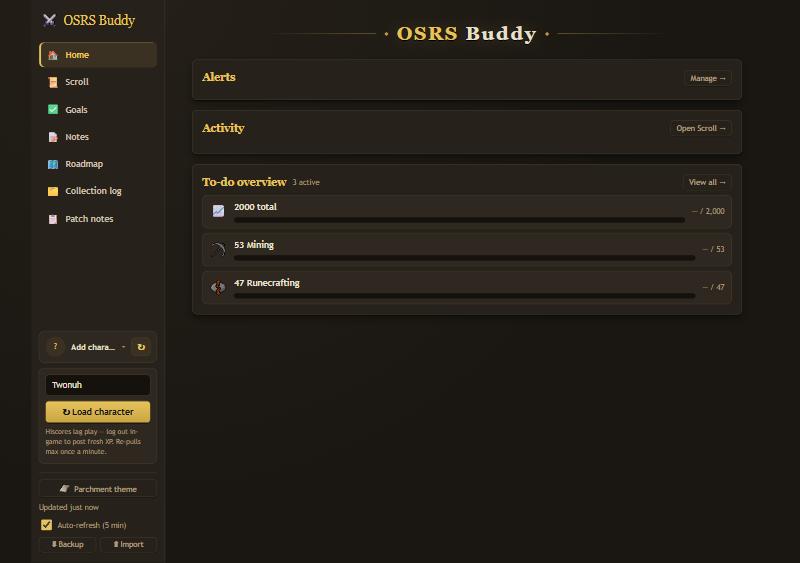 OSRS Buddy
Home
Scroll
Goals
Notes
Roadmap
Collection log
Patch notes
? Add chara... ↻
Twonuh
↻ Load character
Hiscores lag play — log out in-
game to post fresh XP. Re-pulls
max once a minute.
Parchment theme
Updated just now
Auto-refresh (5 min)
⬇ Backup ⬆ Import
OSRS Buddy
Alerts Manage →
Activity Open Scroll →
To-do overview 3 active View all →
2000 total — / 2,000
53 Mining — / 53
47 Runecrafting — / 47